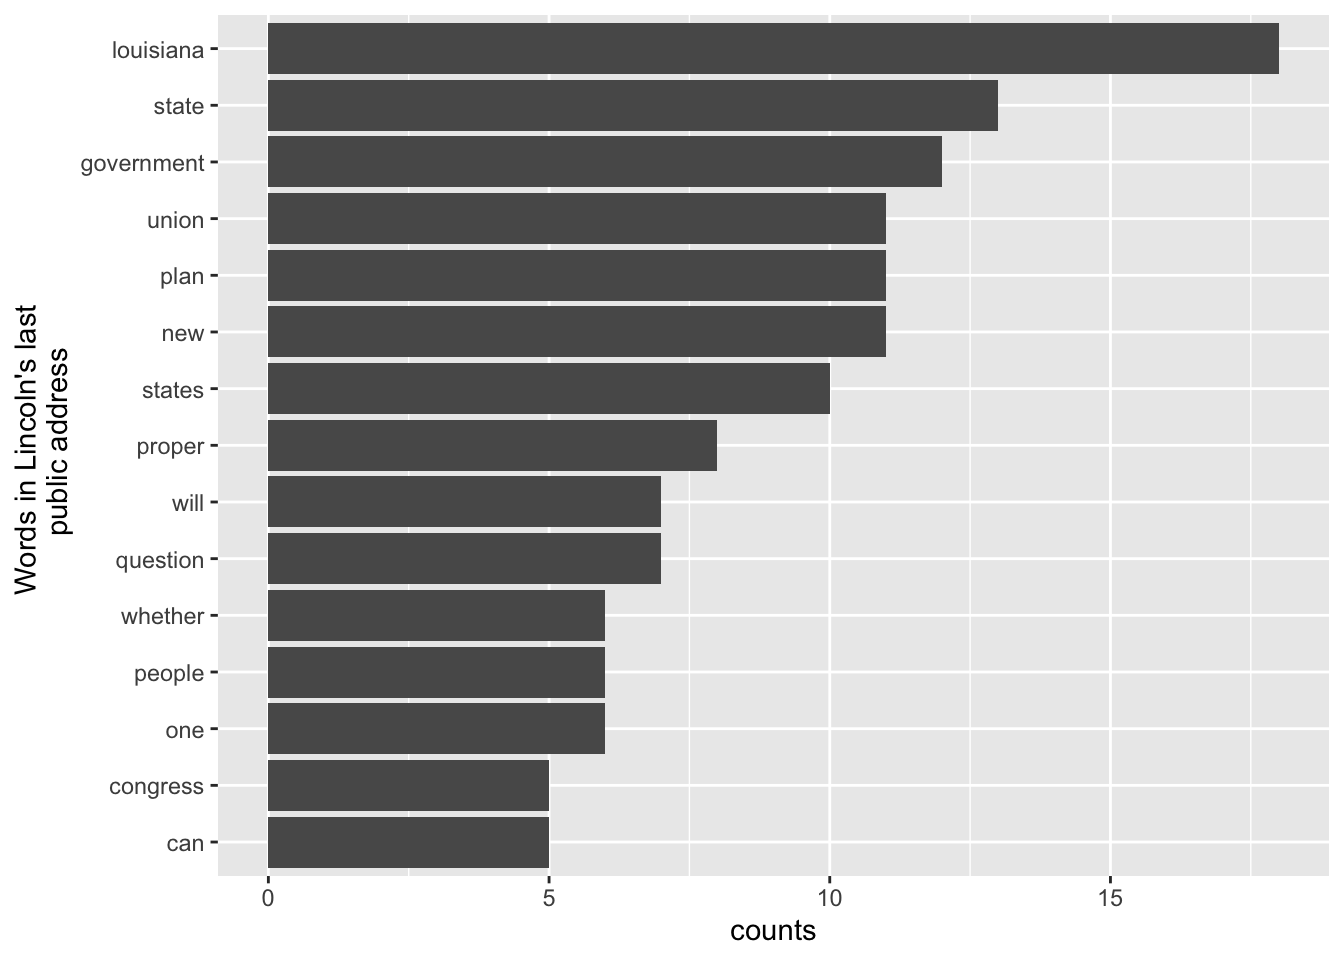 louisiana
state
government
union
plan
new
states
proper
will
question
whether
people
one
congress
can
Words in Lincoln's last
public address
0 5 10 15
counts